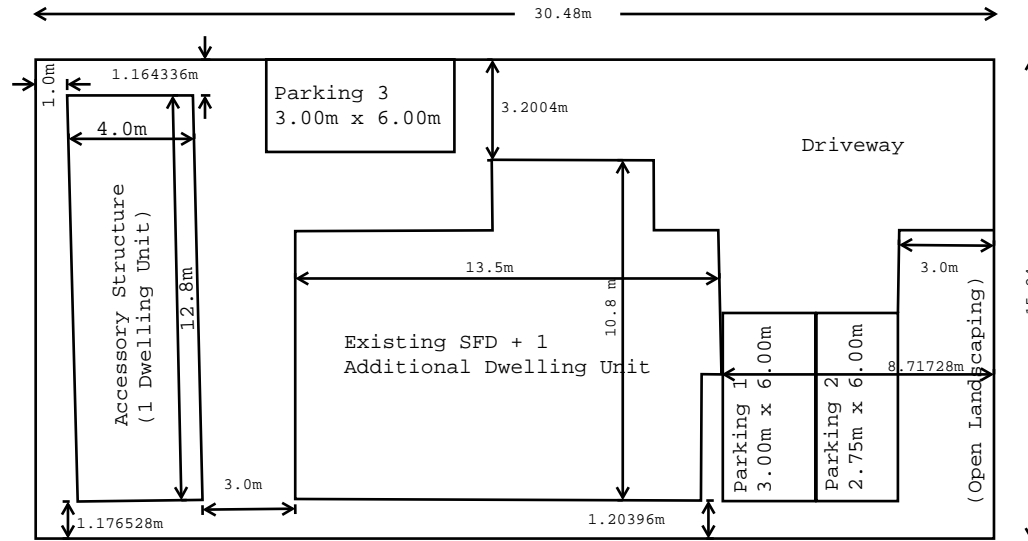 30.48m
1.0m
1.164336m
Parking 3
3.00m x 6.00m
3.2004m
4.0m
Driveway
Accessory Structure
(1 Dwelling Unit)
12.8m
13.5m
10.8 m
3.0m
Existing SFD + 1
Additional Dwelling Unit
8.71728m
Parking 1
3.00m x 6.00m
Parking 2
2.75m x 6.00m
(Open Landscaping)
3.0m
1.176528m
1.20396m